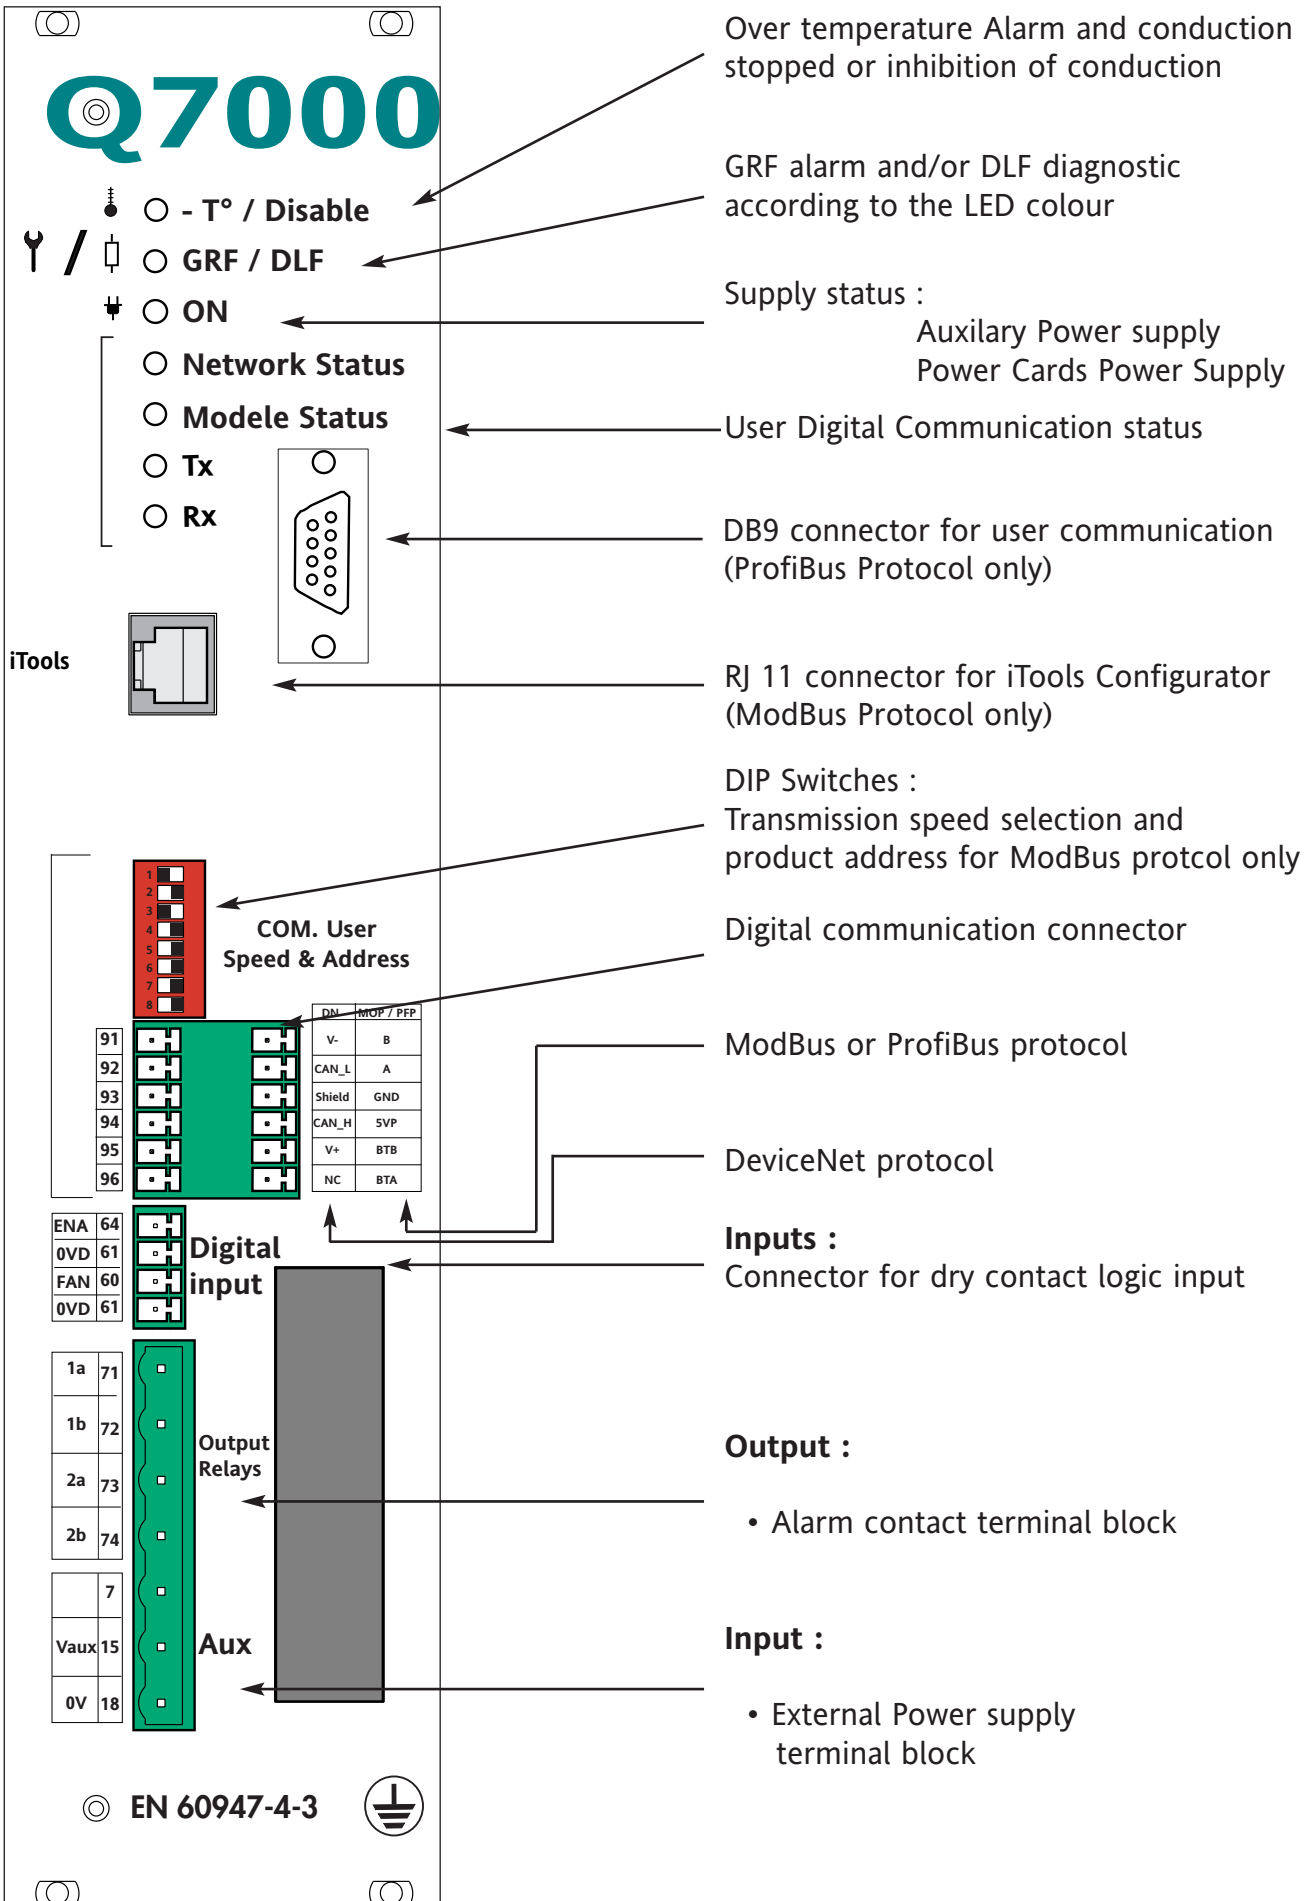 Q7000
- T° / Disable
GRF / DLF
ON
Network Status
Modele Status
Tx
Rx
iTools
1
2
3
4
5
6
7
8
COM. User
Speed & Address
DN MOP / PFP
91 V- B
92 CAN_L A
93 Shield GND
94 CAN_H 5VP
95 V+ BTB
96 NC BTA
ENA 64
0VD 61
FAN 60
0VD 61
Digital
input
1a 71
1b 72
2a 73
2b 74
7
Vaux 15
0V 18
Output
Relays
Aux
EN 60947-4-3
Over temperature Alarm and conduction
stopped or inhibition of conduction
GRF alarm and/or DLF diagnostic
according to the LED colour
Supply status :
Auxilary Power supply
Power Cards Power Supply
User Digital Communication status
DB9 connector for user communication
(ProfiBus Protocol only)
RJ 11 connector for iTools Configurator
(ModBus Protocol only)
DIP Switches :
Transmission speed selection and
product address for ModBus protcol only
Digital communication connector
ModBus or ProfiBus protocol
DeviceNet protocol
Inputs :
Connector for dry contact logic input
Output :
• Alarm contact terminal block
Input :
• External Power supply
terminal block